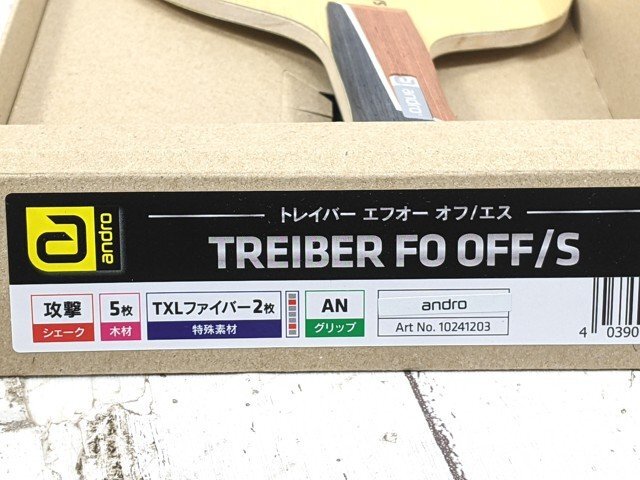 andro
andro
トレイバー エフオー オフ/エス
TREIBER FO OFF/S
攻撃
シェーク
5枚
木材
TXLファイバー2枚
特殊素材
AN
グリップ
andro
Art No. 10241203
4 0390